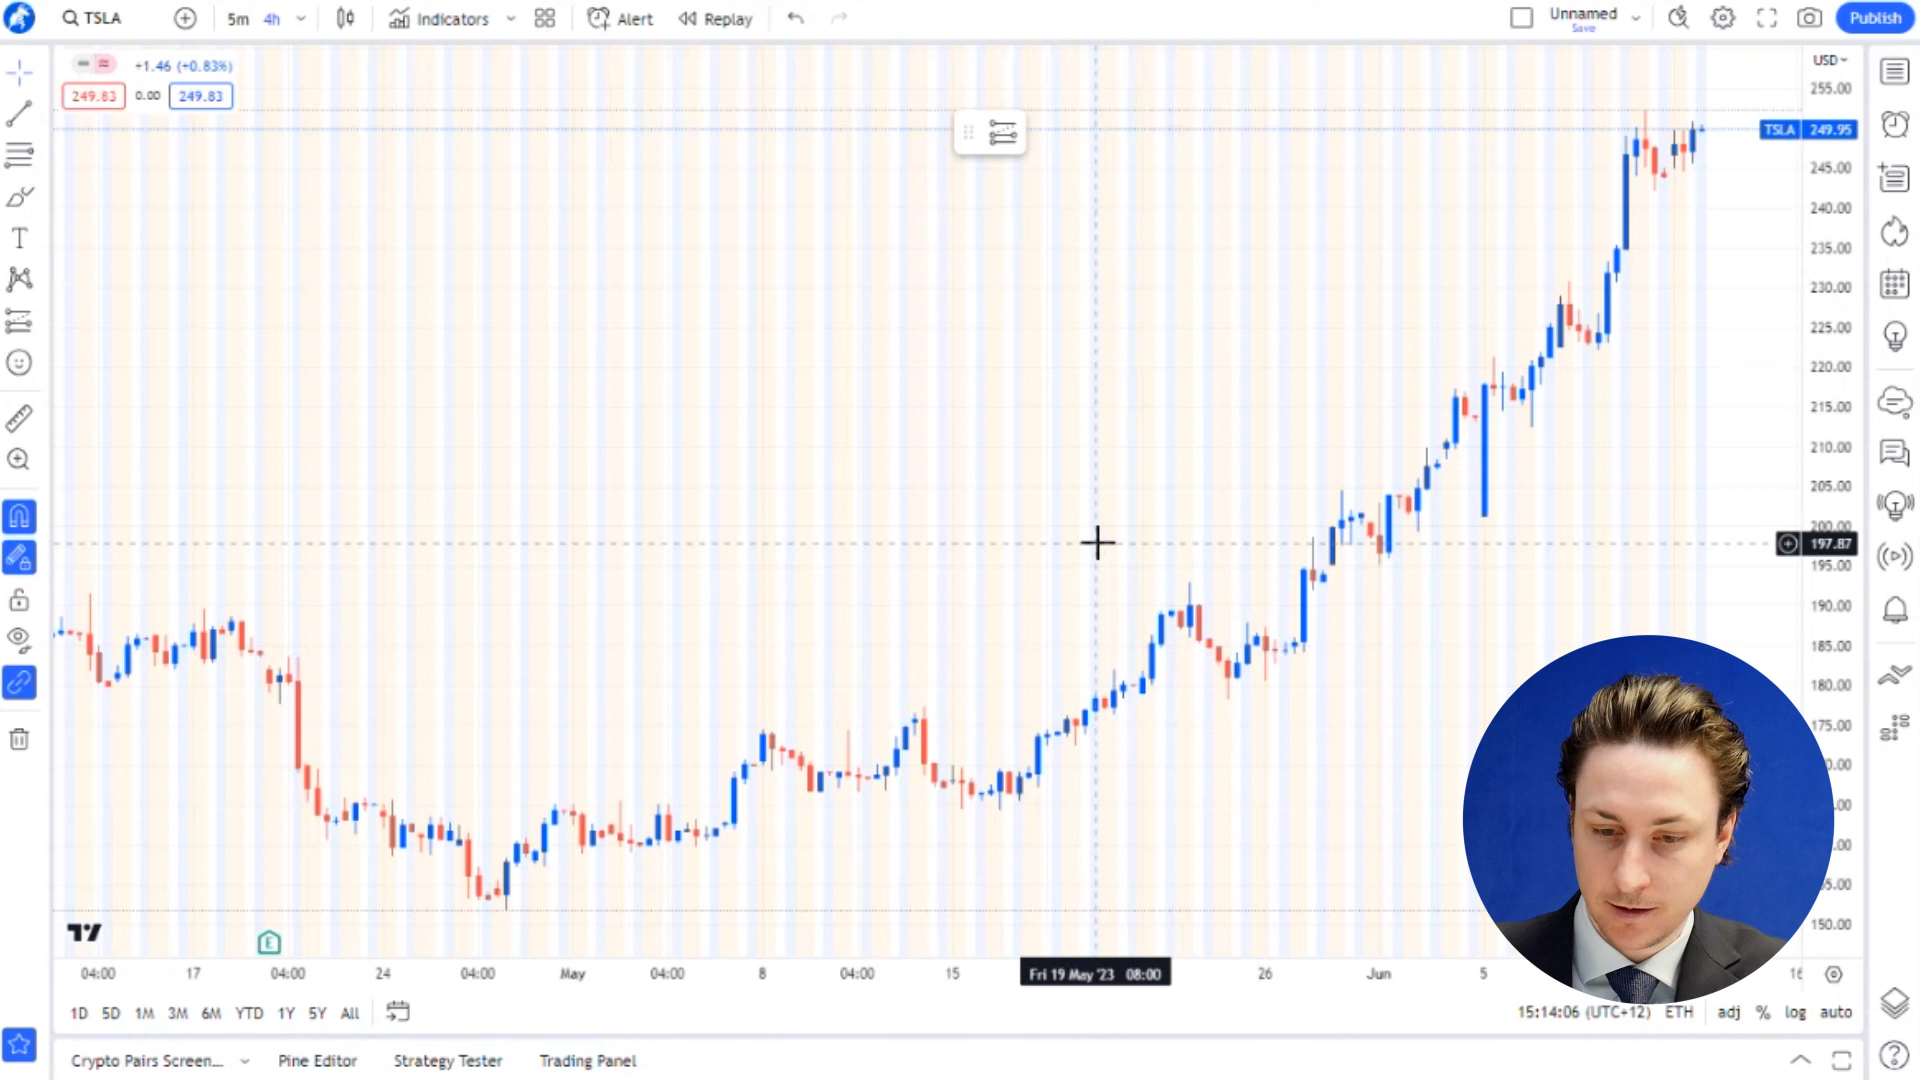 TSLA
5m 4h Indicators Alert Replay
Unnamed
Save
Publish
+1.46 (+0.83%)
249.83 0.00 249.83
USD
255.00
TSLA 249.95
245.00
240.00
235.00
230.00
225.00
220.00
215.00
210.00
205.00
200.00
197.87
195.00
190.00
185.00
180.00
175.00
150.00
E
04:00 17 04:00 24 04:00 May 04:00 8 04:00 15 Fri 19 May '23 08:00 26 Jun 5
1D 5D 1M 3M 6M YTD 1Y 5Y All
15:14:06 (UTC+12) ETH adj % log auto
Crypto Pairs Screen... Pine Editor Strategy Tester Trading Panel